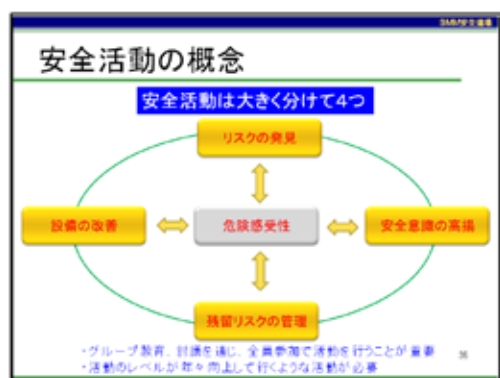 安全活動の概念
安全活動は大きく分けて4つ
リスクの発見
設備の改善
危険感受性
安全意識の高揚
残留リスクの管理
・グループ教育、討議を通じ、全員参加で活動を行うことが重要
・活動のレベルが年々向上して行くような活動が必要
36